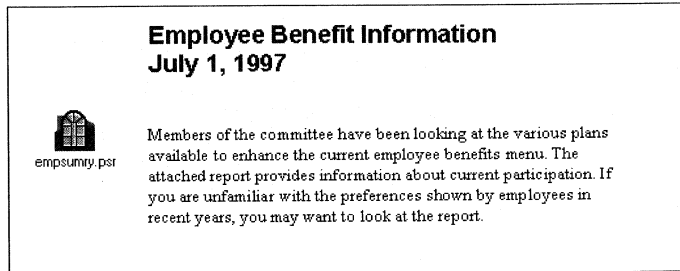 Employee Benefit Information
July 1, 1997
empsumry.psr
Members of the committee have been looking at the various plans
available to enhance the current employee benefits menu. The
attached report provides information about current participation. If
you are unfamiliar with the preferences shown by employees in
recent years, you may want to look at the report.